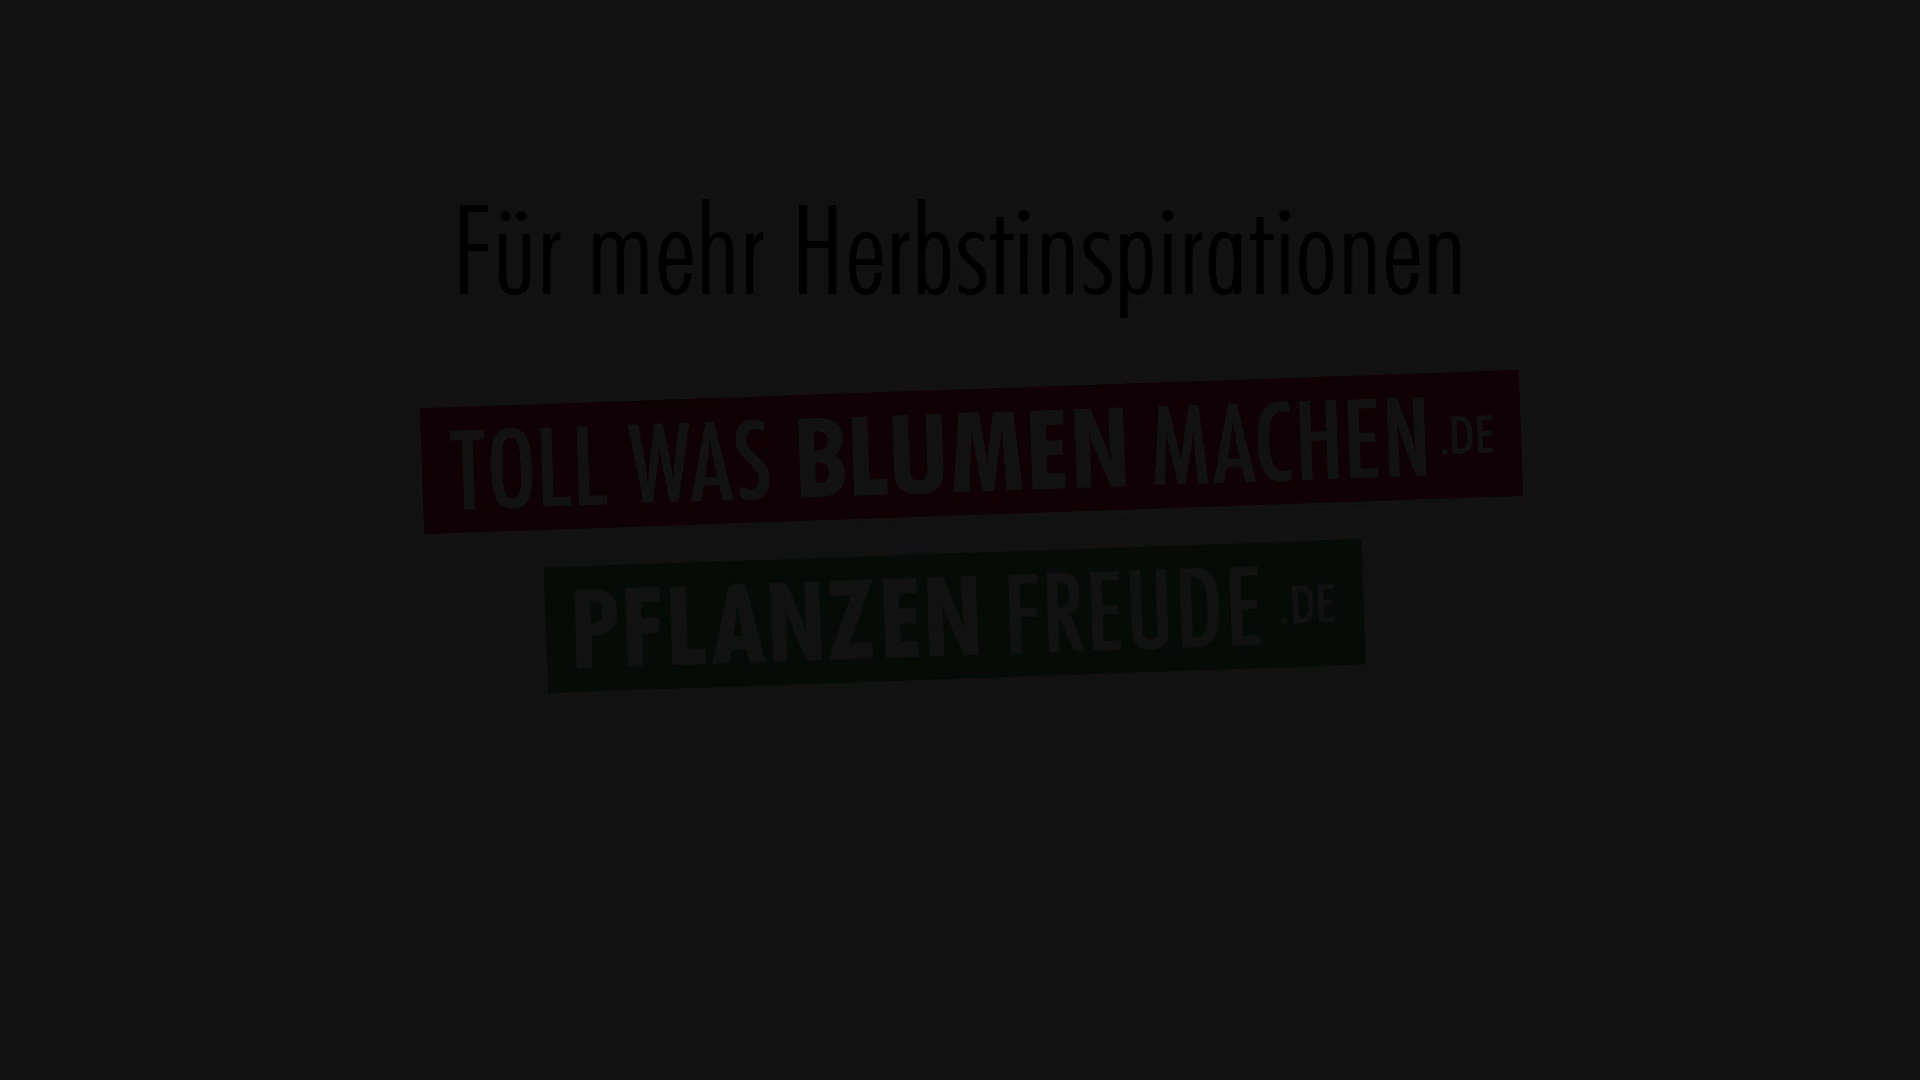 Für mehr Herbstinspirationen
TOLL WAS BLUMEN MACHEN.DE
PFLANZEN FREUDE.DE